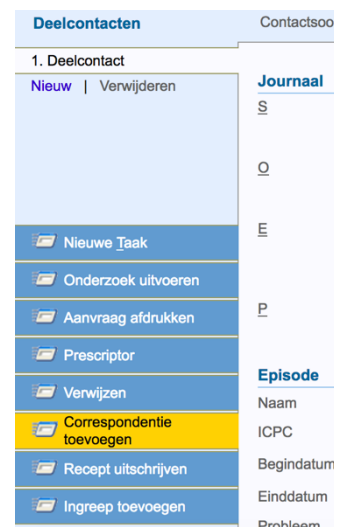 Deelcontacten
1. Deelcontact
Nieuw | Verwijderen
Nieuwe Taak
Onderzoek uitvoeren
Aanvraag afdrukken
Prescriptor
Verwijzen
Correspondentie
toevoegen
Recept uitschrijven
Ingreep toevoegen
Contactsoo
Journaal
S
O
E
P
Episode
Naam
ICPC
Begindatum
Einddatum
Probleem